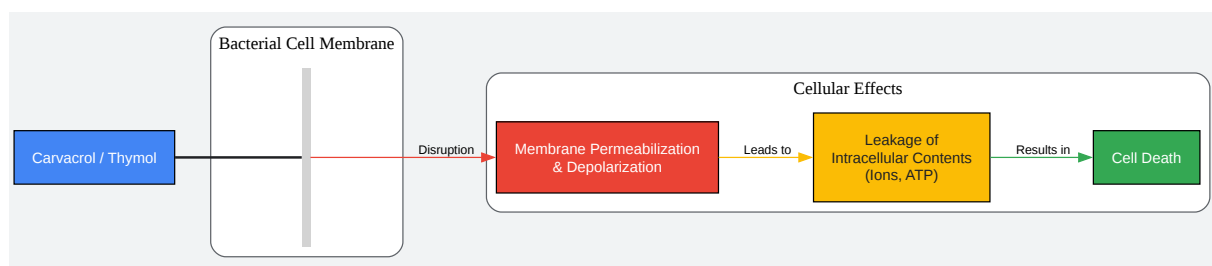 Bacterial Cell Membrane
Cellular Effects
Carvacrol / Thymol
Disruption
Membrane Permeabilization
& Depolarization
Leads to
Leakage of
Intracellular Contents
(Ions, ATP)
Results in
Cell Death